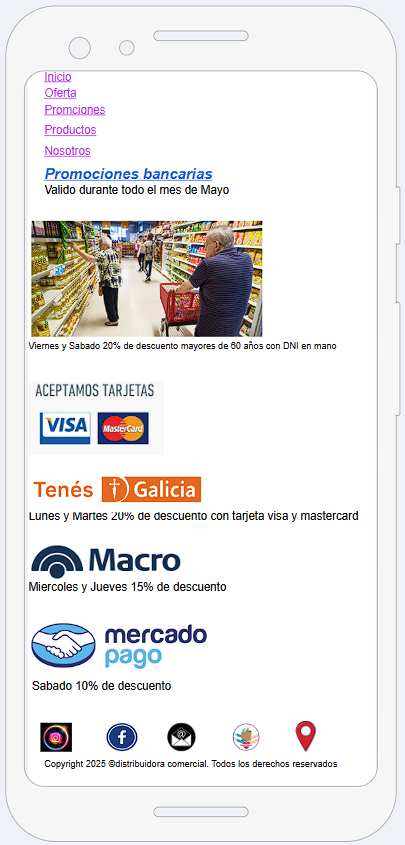 Inicio
Oferta
Promciones
Productos
Nosotros
Promociones bancarias
Valido durante todo el mes de Mayo
Viernes y Sabado 20% de descuento mayores de 60 años con DNI en mano
ACEPTAMOS TARJETAS
VISA MasterCard
Tenés Galicia
Lunes y Martes 20% de descuento con tarjeta visa y mastercard
Macro
Miercoles y Jueves 15% de descuento
mercado
pago
Sabado 10% de descuento
Copyright 2025 ©distribuidora comercial. Todos los derechos reservados